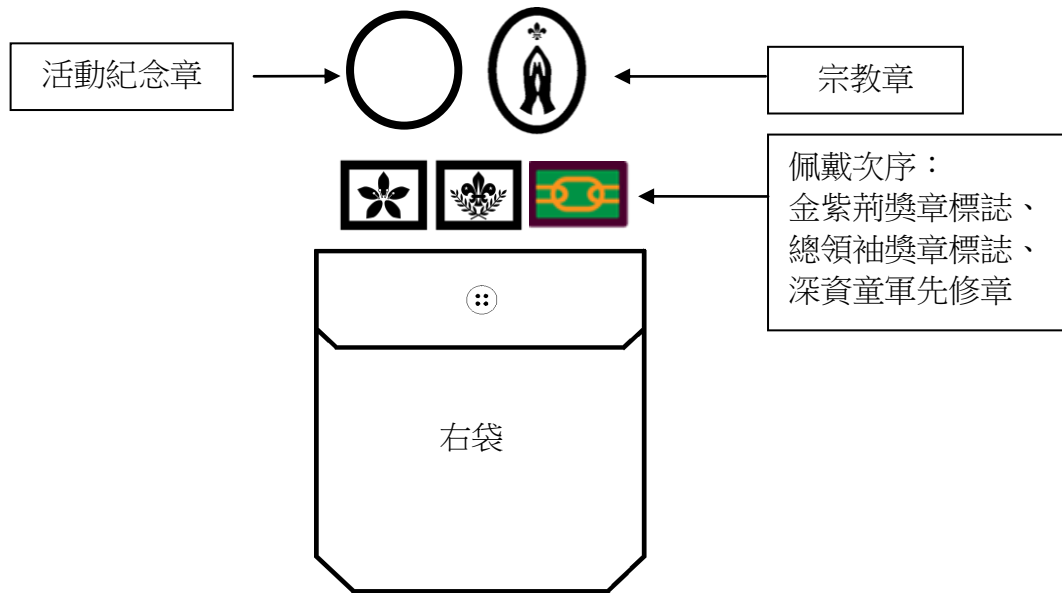 活動紀念章
宗教章
佩戴次序：
金紫荊獎章標誌、
總領袖獎章標誌、
深資童軍先修章
右袋